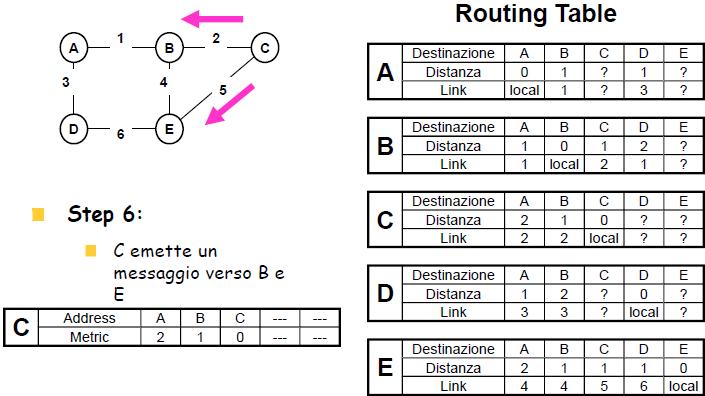 Routing Table
1
2
A
B
C
3
4
5
D
E
6
Step 6:
C emette un
messaggio verso B e
E
C
Address A B C --- ---
Metric 2 1 0 --- ---
A
Destinazione A B C D E
Distanza 0 1 ? 1 ?
Link local 1 ? 3 ?
B
Destinazione A B C D E
Distanza 1 0 1 2 ?
Link 1 local 2 1 ?
C
Destinazione A B C D E
Distanza 2 1 0 ? ?
Link 2 2 local ? ?
D
Destinazione A B C D E
Distanza 1 2 ? 0 ?
Link 3 3 ? local ?
E
Destinazione A B C D E
Distanza 2 1 1 1 0
Link 4 4 5 6 local